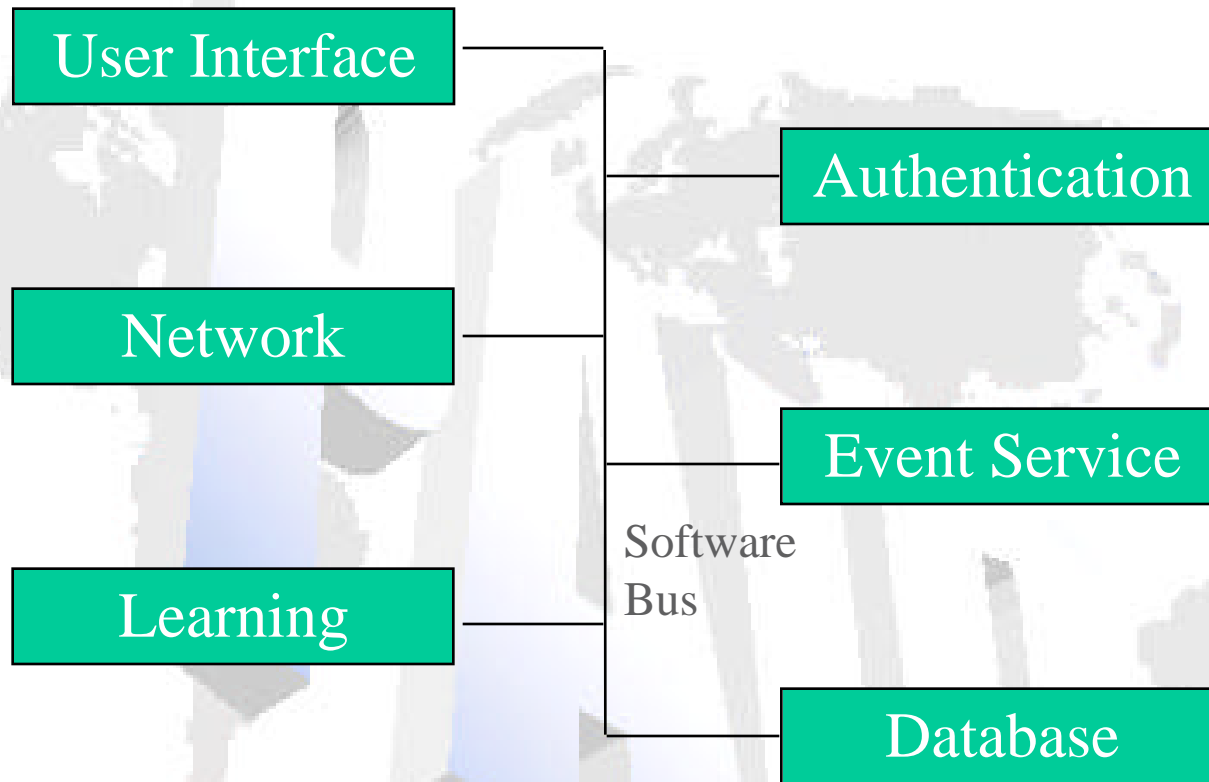 User Interface
Authentication
Network
Event Service
Software
Bus
Learning
Database